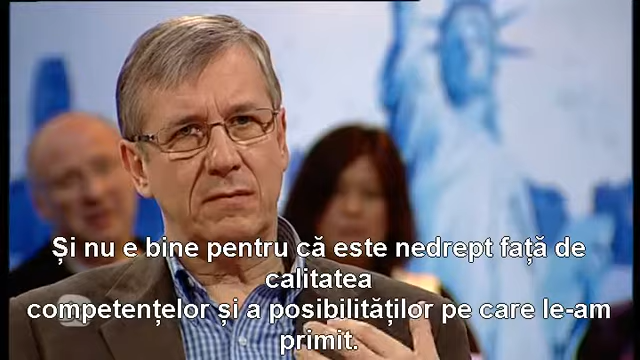 Și nu e bine pentru că este nedrept față de
calitatea
competențelor și a posibilităților pe care le-am
primit.